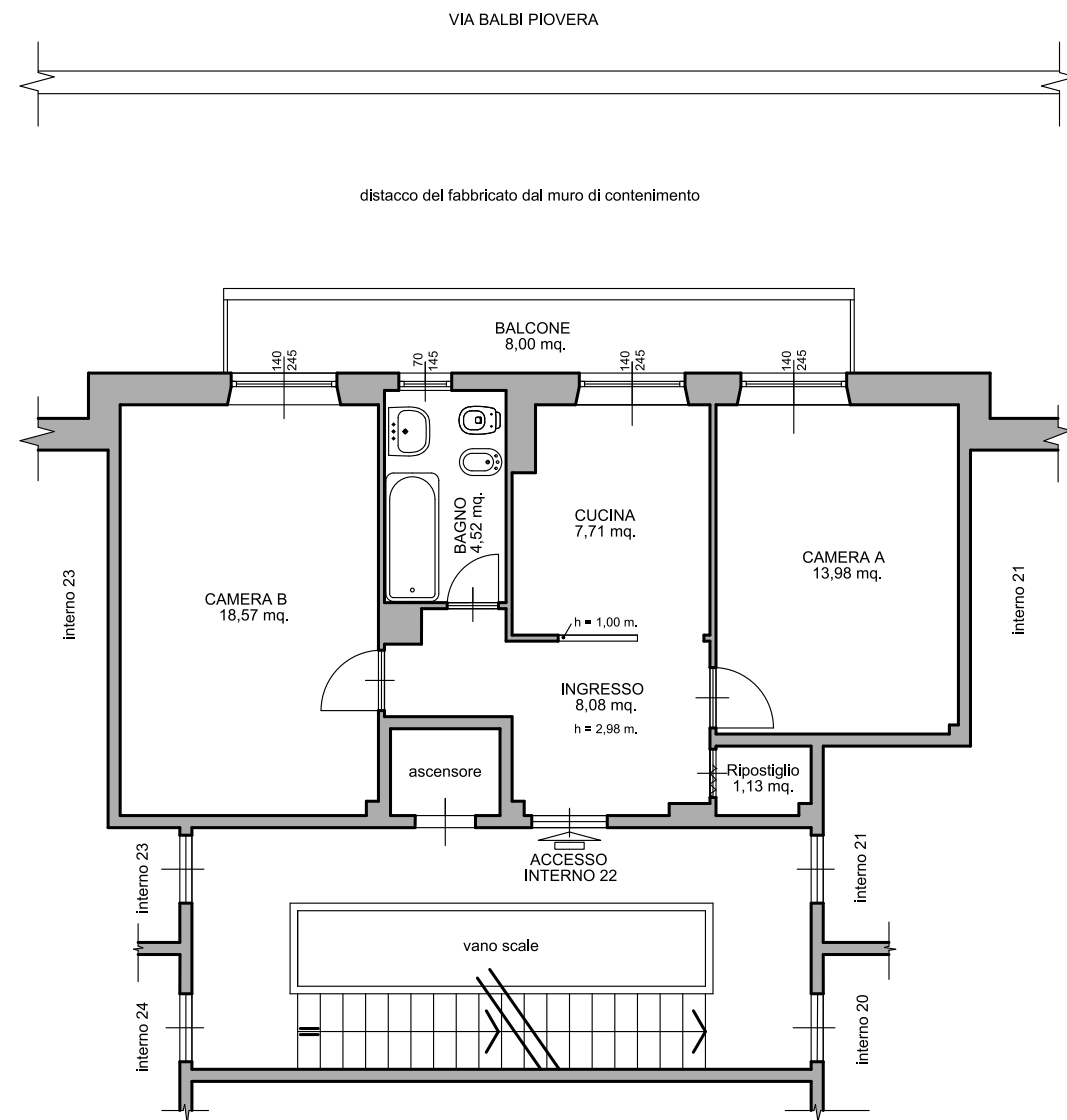 VIA BALBI PIOVERA
distacco del fabbricato dal muro di contenimento
BALCONE
8,00 mq.
140
245
70
145
140
245
140
245
BAGNO
4,52 mq.
CUCINA
7,71 mq.
CAMERA A
13,98 mq.
CAMERA B
18,57 mq.
interno 23
interno 21
h = 1,00 m.
INGRESSO
8,08 mq.
h = 2,98 m.
ascensore
Ripostiglio
1,13 mq.
ACCESSO
INTERNO 22
interno 23
interno 21
vano scale
interno 24
interno 20